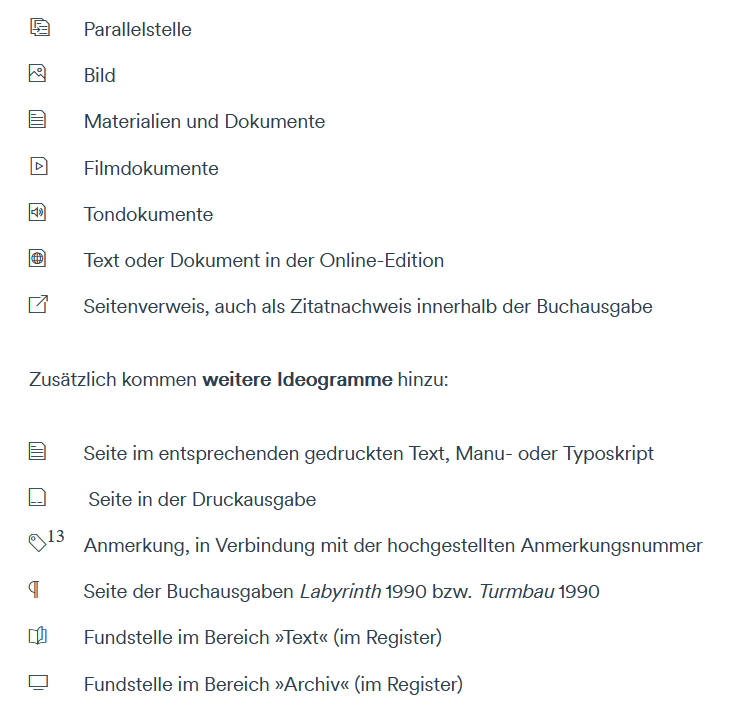 Parallelstelle
Bild
Materialien und Dokumente
Filmdokumente
Tondokumente
Text oder Dokument in der Online-Edition
Seitenverweis, auch als Zitatnachweis innerhalb der Buchausgabe
Zusätzlich kommen weitere Ideogramme hinzu:
Seite im entsprechenden gedruckten Text, Manu- oder Typoskript
Seite in der Druckausgabe
13 Anmerkung, in Verbindung mit der hochgestellten Anmerkungsnummer
¶ Seite der Buchausgaben Labyrinth 1990 bzw. Turmbau 1990
Fundstelle im Bereich »Text« (im Register)
Fundstelle im Bereich »Archiv« (im Register)